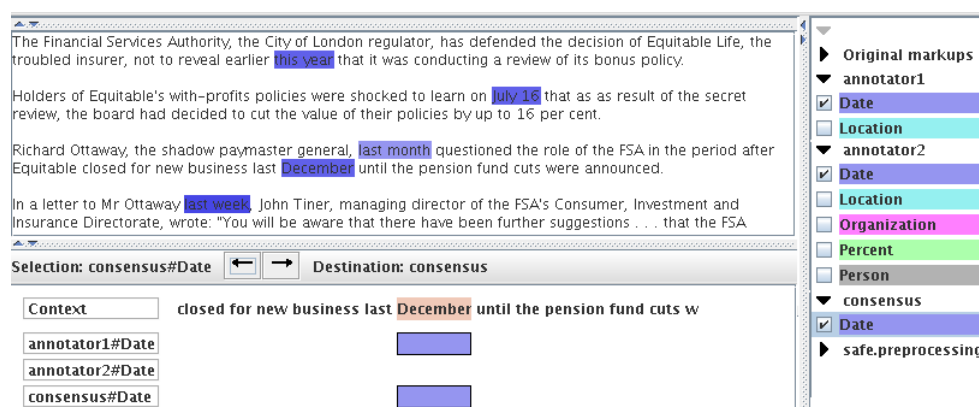 The Financial Services Authority, the City of London regulator, has defended the decision of Equitable Life, the
troubled insurer, not to reveal earlier this year that it was conducting a review of its bonus policy.
Holders of Equitable's with-profits policies were shocked to learn on July 16 that as as result of the secret
review, the board had decided to cut the value of their policies by up to 16 per cent.
Richard Ottaway, the shadow paymaster general, last month questioned the role of the FSA in the period after
Equitable closed for new business last December until the pension fund cuts were announced.
In a letter to Mr Ottaway last week, John Tiner, managing director of the FSA's Consumer, Investment and
Insurance Directorate, wrote: "You will be aware that there have been further suggestions . . . that the FSA
Selection: consensus#Date
Destination: consensus
Context
closed for new business last December until the pension fund cuts w
annotator1#Date
annotator2#Date
consensus#Date
Original markups
annotator1
Date
Location
annotator2
Date
Location
Organization
Percent
Person
consensus
Date
safe.preprocessing